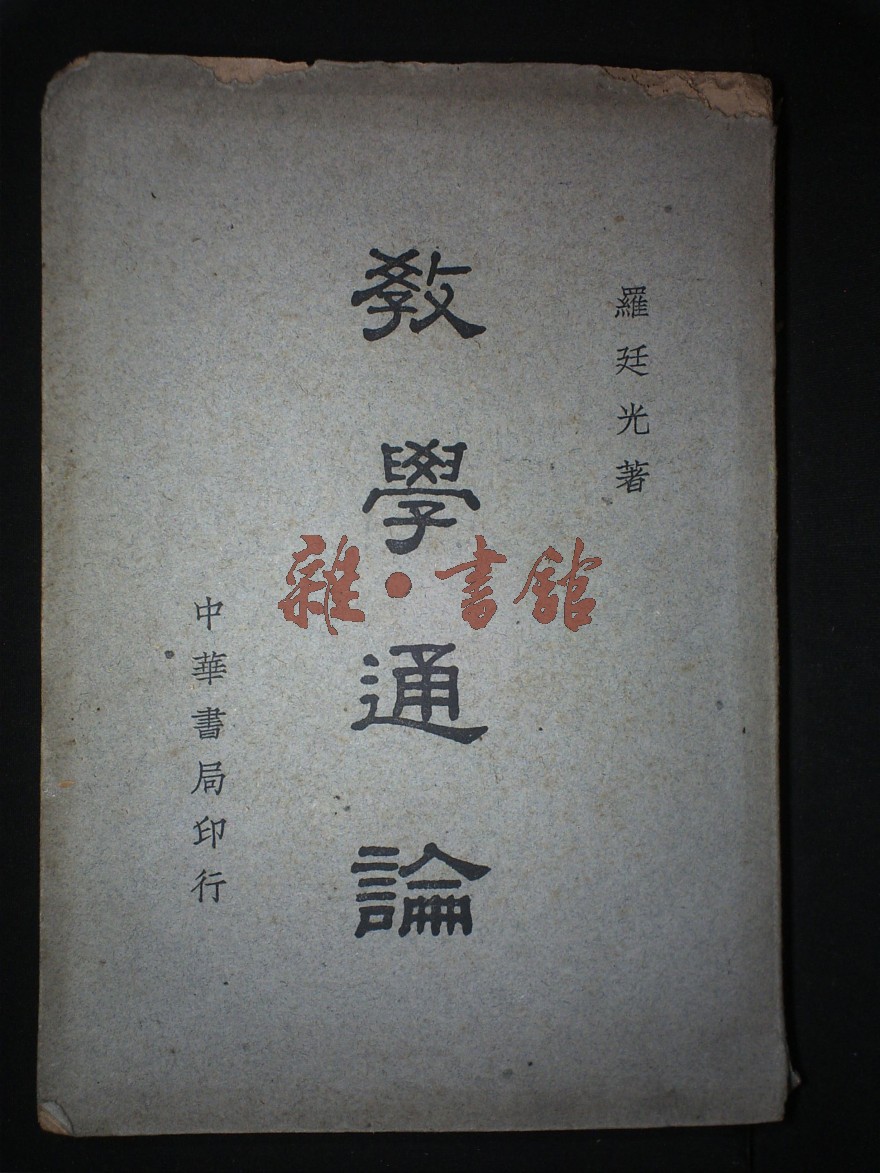 羅廷光著
教學通論
中華書局印行
雜·書館